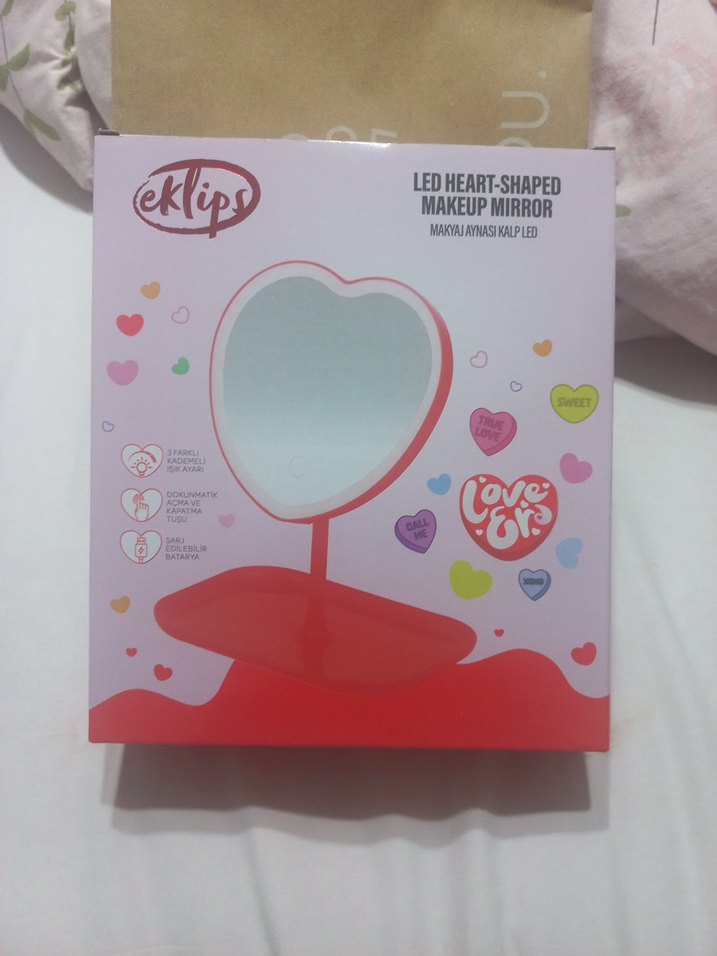 eklips
LED HEART-SHAPED
MAKEUP MIRROR
MAKYAJ AYNASI KALP LED
3 FARKLI
KADEMELİ
IŞIK AYARI
DOKUNMATİK
AÇMA VE
KAPATMA
TUŞU
ŞARJ
EDİLEBİLİR
BATARYA
SWEET
TRUE
LOVE
Love
Era
CALL
ME
XOXO